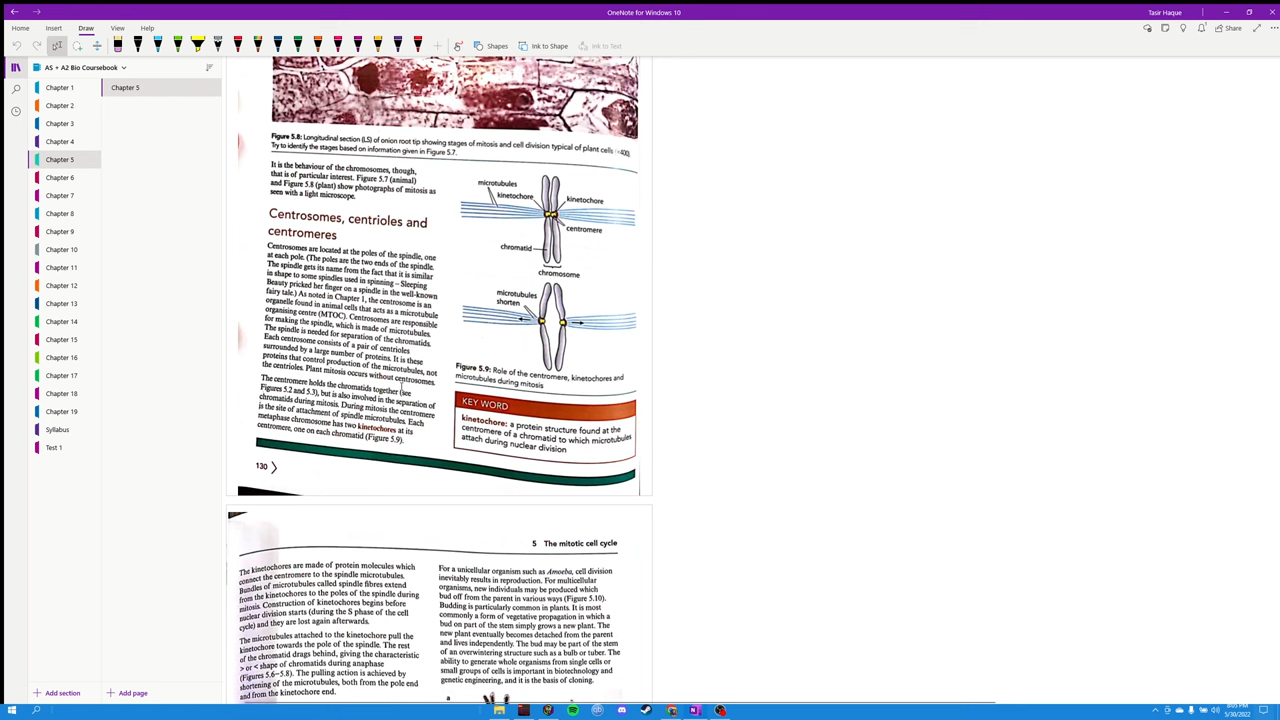 OneNote for Windows 10
Tasir Haque
Home
Insert
Draw
View
Help
Shapes
Ink to Shape
Ink to Text
Share
AS + A2 Bio Coursebook
Chapter 1
Chapter 2
Chapter 3
Chapter 4
Chapter 5
Chapter 6
Chapter 7
Chapter 8
Chapter 9
Chapter 10
Chapter 11
Chapter 12
Chapter 13
Chapter 14
Chapter 15
Chapter 16
Chapter 17
Chapter 18
Chapter 19
Syllabus
Test 1
Add section
Chapter 5
Add page
Figure 5.8: Longitudinal section (LS) of onion root tip showing stages of mitosis and cell division typical of plant cells (×400).
Try to identify the stages based on information given in Figure 5.7.
It is the behaviour of the chromosomes, though,
that is of particular interest. Figure 5.7 (animal)
and Figure 5.8 (plant) show photographs of mitosis as
seen with a light microscope.
Centrosomes, centrioles and
centromeres
Centrosomes are located at the poles of the spindle, one
at each pole. (The poles are the two ends of the spindle.
The spindle gets its name from the fact that it is similar
in shape to some spindles used in spinning – Sleeping
Beauty pricked her finger on a spindle in the well-known
fairy tale.) As noted in Chapter 1, the centrosome is an
organelle found in animal cells that acts as a microtubule
organising centre (MTOC). Centrosomes are responsible
for making the spindle, which is made of microtubules.
The spindle is needed for separation of the chromatids.
Each centrosome consists of a pair of centrioles
surrounded by a large number of proteins. It is these
proteins that control production of the microtubules, not
the centrioles. Plant mitosis occurs without centrosomes.
The centromere holds the chromatids together (see
Figures 5.2 and 5.3), but is also involved in the separation of
chromatids during mitosis. During mitosis the centromere
is the site of attachment of spindle microtubules. Each
metaphase chromosome has two kinetochores at its
centromere, one on each chromatid (Figure 5.9).
130
microtubules
kinetochore
kinetochore
centromere
chromatid
chromosome
microtubules
shorten
Figure 5.9: Role of the centromere, kinetochores and
microtubules during mitosis
KEY WORD
kinetochore: a protein structure found at the
centromere of a chromatid to which microtubules
attach during nuclear division
5 The mitotic cell cycle
The kinetochores are made of protein molecules which
connect the centromere to the spindle microtubules.
Bundles of microtubules called spindle fibres extend
from the kinetochores to the poles of the spindle during
mitosis. Construction of kinetochores begins before
nuclear division starts (during the S phase of the cell
cycle) and they are lost again afterwards.
The microtubules attached to the kinetochore pull the
kinetochore towards the pole of the spindle. The rest
of the chromatid drags behind, giving the characteristic
> or < shape of chromatids during anaphase
(Figures 5.6–5.8). The pulling action is achieved by
shortening of the microtubules, both from the pole end
and from the kinetochore end.
For a unicellular organism such as Amoeba, cell division
inevitably results in reproduction. For multicellular
organisms, new individuals may be produced which
bud off from the parent in various ways (Figure 5.10).
Budding is particularly common in plants. It is most
commonly a form of vegetative propagation in which a
bud on part of the stem simply grows a new plant. The
new plant eventually becomes detached from the parent
and lives independently. The bud may be part of the stem
of an overwintering structure such as a bulb or tuber. The
ability to generate whole organisms from single cells or
small groups of cells is important in biotechnology and
genetic engineering, and it is the basis of cloning.
a
8:05 PM
5/30/2022